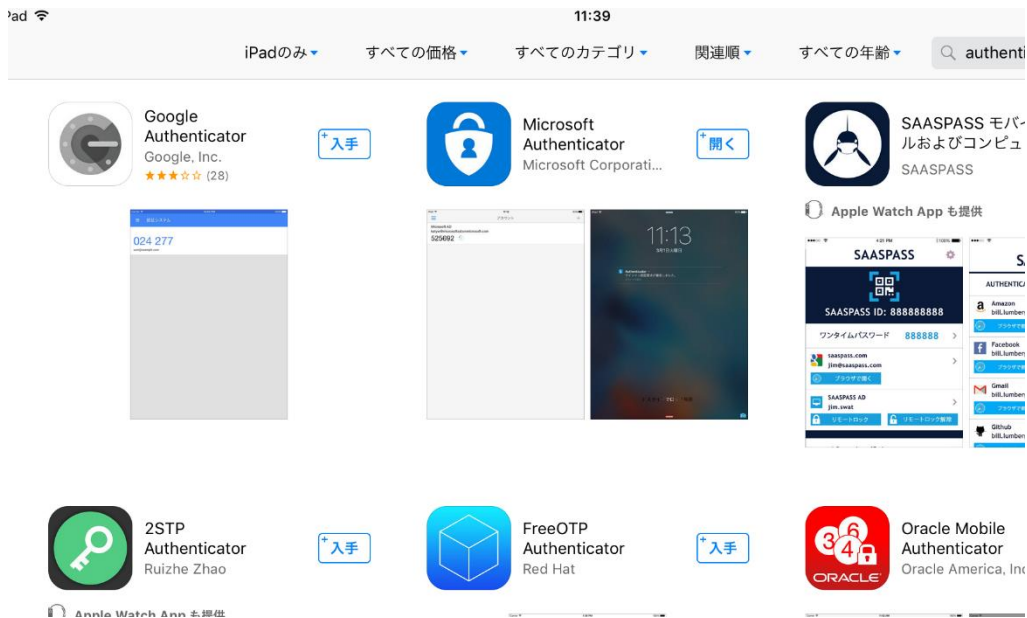 Pad 11:39
iPadのみ すべての価格 すべてのカテゴリ 関連順 すべての年齢 authenti
Google
Authenticator
Google, Inc.
★★★☆☆ (28)
+入手
Microsoft
Authenticator
Microsoft Corporati...
+開く
SAASPASS モバイ
ルおよびコンピュ
SAASPASS
Apple Watch App も提供
024 277
525692
11:13
4:21 PM
SAASPASS
SAASPASS ID: 888888888
ワンタイムパスワード 888888
saaspass.com
jim@saaspass.com
ブラウザで開く
SAASPASS AD
jim.swat
リモートロック リモートロック解除
AUTHENTICA
Amazon
bill.lumber
Facebook
bill.lumber
Gmail
bill.lumber
Github
bill.lumber
2STP
Authenticator
Ruizhe Zhao
+入手
Apple Watch App も提供
FreeOTP
Authenticator
Red Hat
+入手
Oracle Mobile
Authenticator
Oracle America, Inc
ORACLE